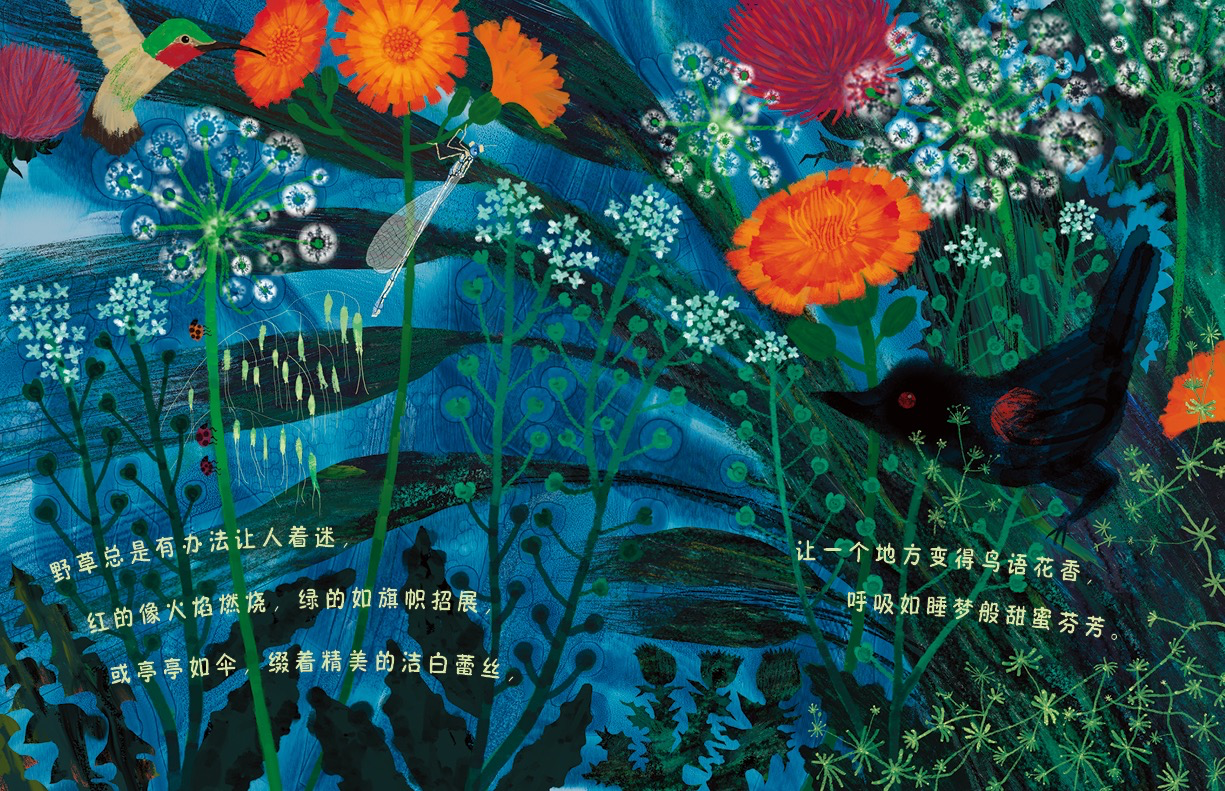 野草总是有办法让人着迷，
红的像火焰燃烧，绿的如旗帜招展，
或亭亭如伞，缀着精美的洁白蕾丝，
让一个地方变得鸟语花香，
呼吸如睡梦般甜蜜芬芳。